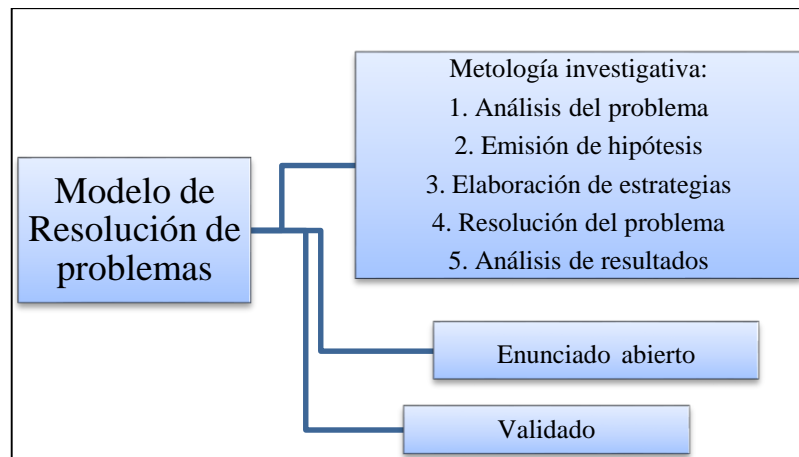 Modelo de
Resolución de
problemas
Metología investigativa:
1. Análisis del problema
2. Emisión de hipótesis
3. Elaboración de estrategias
4. Resolución del problema
5. Análisis de resultados
Enunciado abierto
Validado